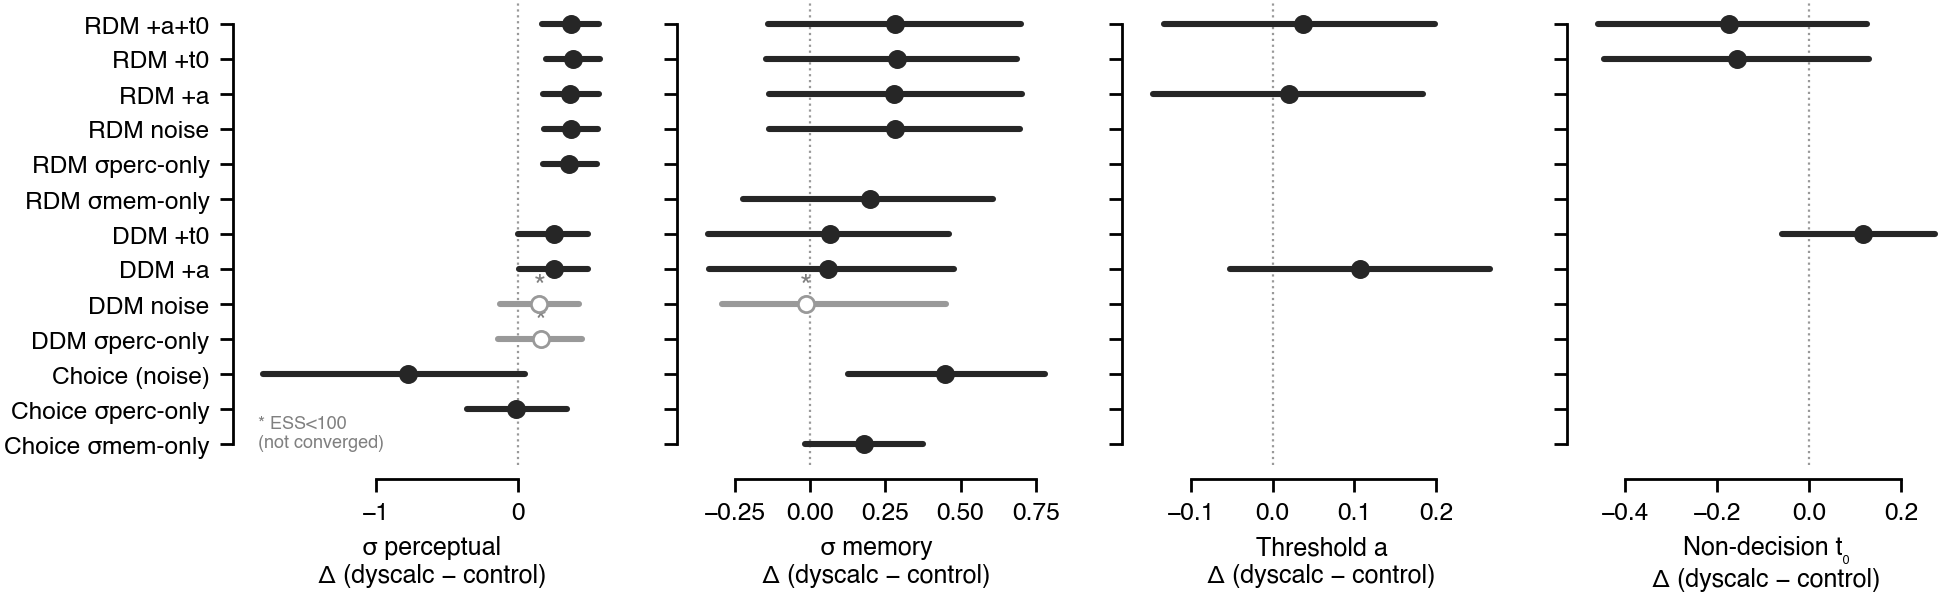 RDM +a+t0
RDM +t0
RDM +a
RDM noise
RDM σperc-only
RDM σmem-only
DDM +t0
DDM +a
DDM noise
DDM σperc-only
Choice (noise)
Choice σperc-only
Choice σmem-only
*
*
*
* ESS<100
(not converged)
−1 0
σ perceptual
Δ (dyscalc − control)
−0.25 0.00 0.25 0.50 0.75
σ memory
Δ (dyscalc − control)
−0.1 0.0 0.1 0.2
Threshold a
Δ (dyscalc − control)
−0.4 −0.2 0.0 0.2
Non-decision t₀
Δ (dyscalc − control)